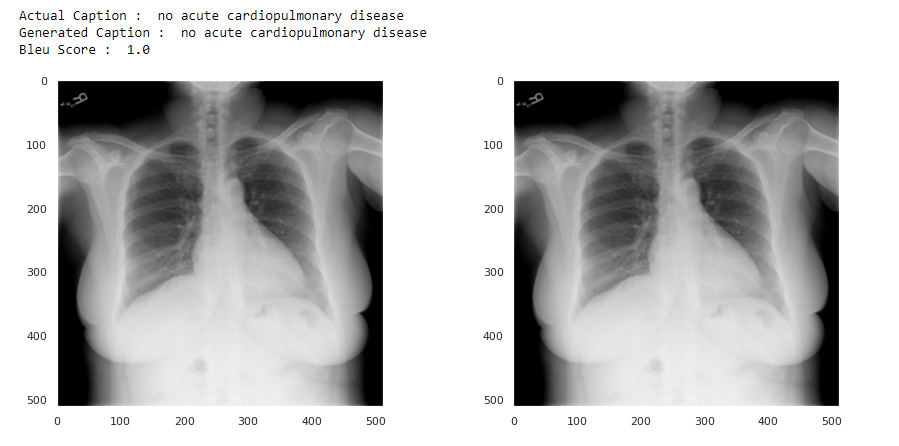 Actual Caption :  no acute cardiopulmonary disease
Generated Caption :  no acute cardiopulmonary disease
Bleu Score :  1.0
0
100
200
300
400
500
0 100 200 300 400 500
0
100
200
300
400
500
0 100 200 300 400 500
R
R